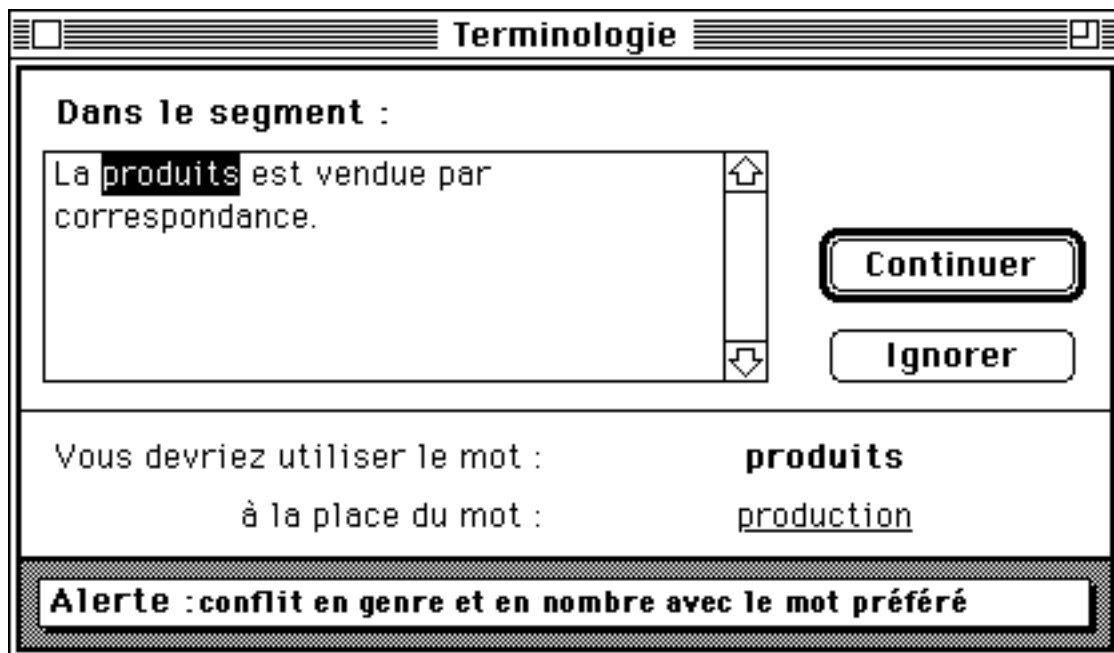 Terminologie
Dans le segment :
La produits est vendue par
correspondance.
Continuer
Ignorer
Vous devriez utiliser le mot : produits
à la place du mot : production
Alerte :conflit en genre et en nombre avec le mot préféré